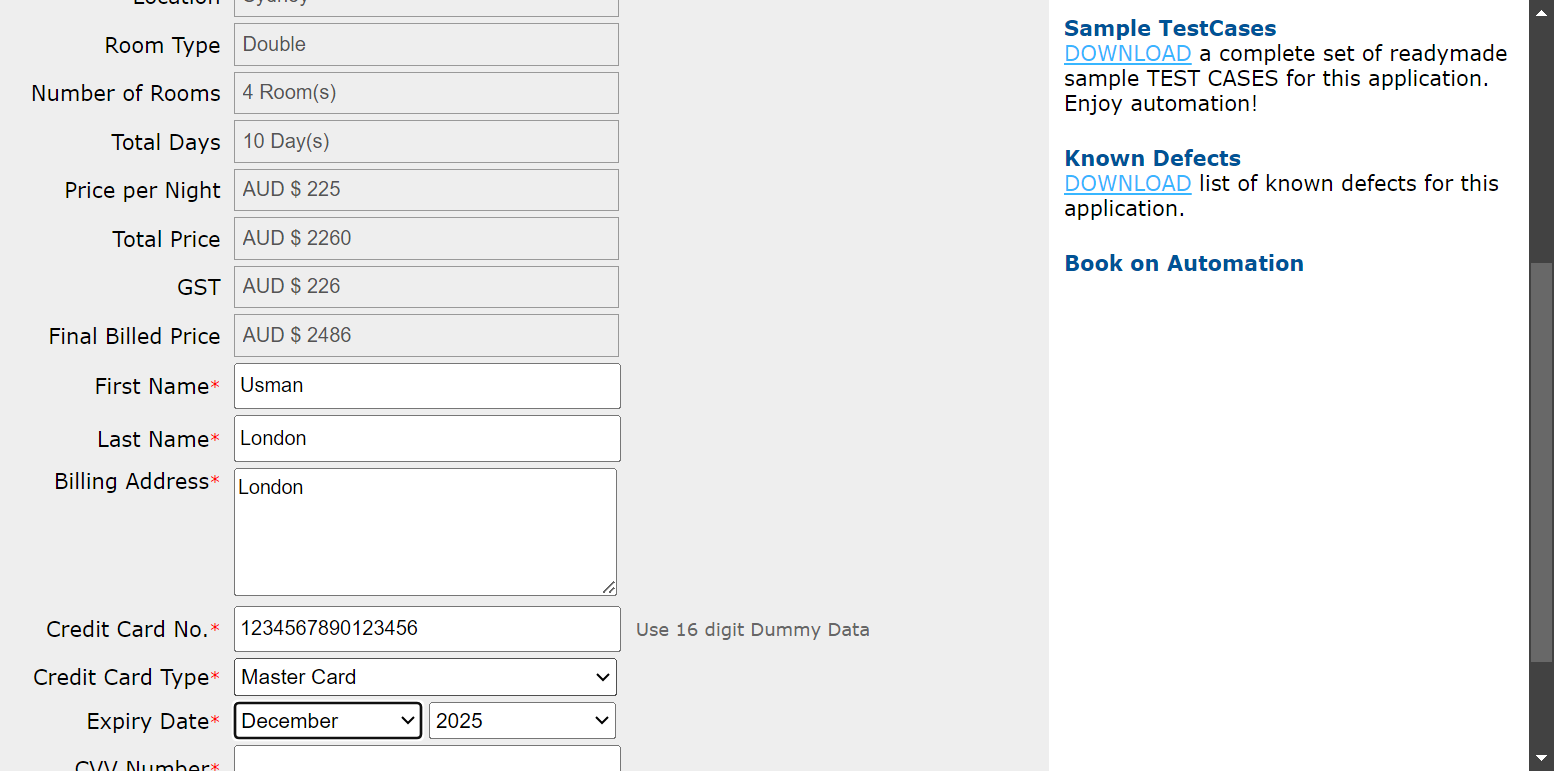 Location Sydney
Room Type Double
Number of Rooms 4 Room(s)
Total Days 10 Day(s)
Price per Night AUD $ 225
Total Price AUD $ 2260
GST AUD $ 226
Final Billed Price AUD $ 2486
First Name* Usman
Last Name* London
Billing Address* London
Credit Card No.* 1234567890123456 Use 16 digit Dummy Data
Credit Card Type* Master Card
Expiry Date* December 2025
CVV Number*
Sample TestCases
DOWNLOAD a complete set of readymade
sample TEST CASES for this application.
Enjoy automation!
Known Defects
DOWNLOAD list of known defects for this
application.
Book on Automation